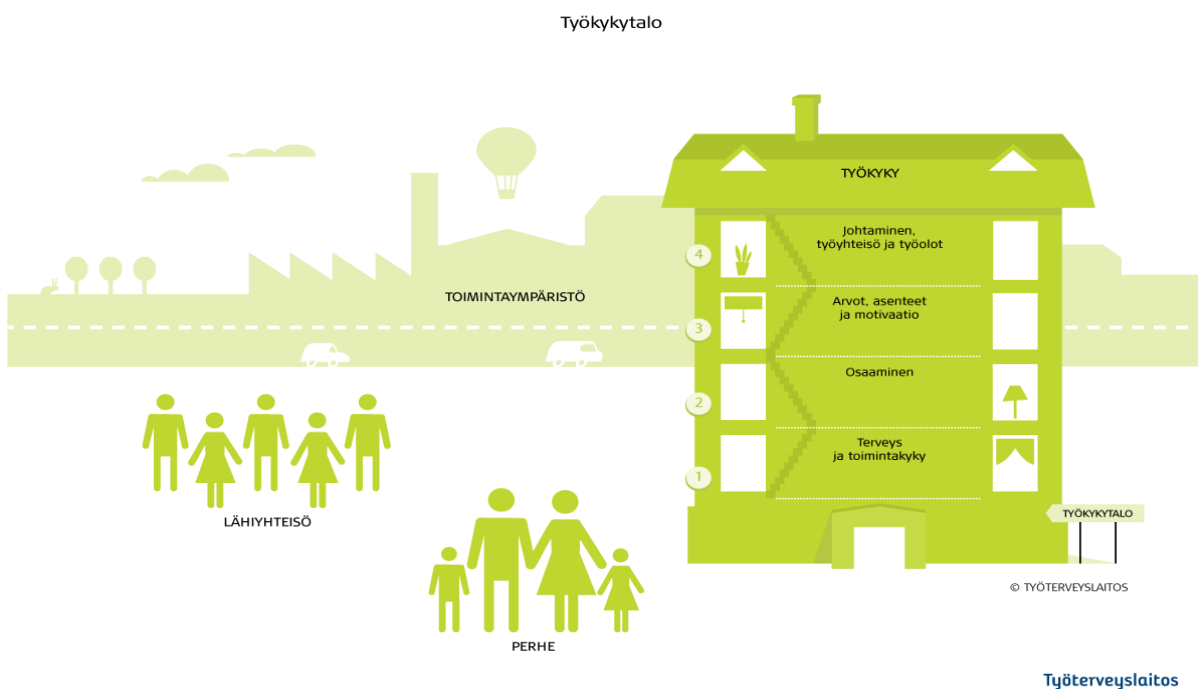 Työkykytalo
TYÖKYKY
4
Johtaminen,
työyhteisö ja työolot
TOIMINTAYMPÄRISTÖ
3
Arvot, asenteet
ja motivaatio
2
Osaaminen
1
Terveys
ja toimintakyky
LÄHIYHTEISÖ
TYÖKYKYTALO
© TYÖTERVEYSLAITOS
PERHE
Työterveyslaitos